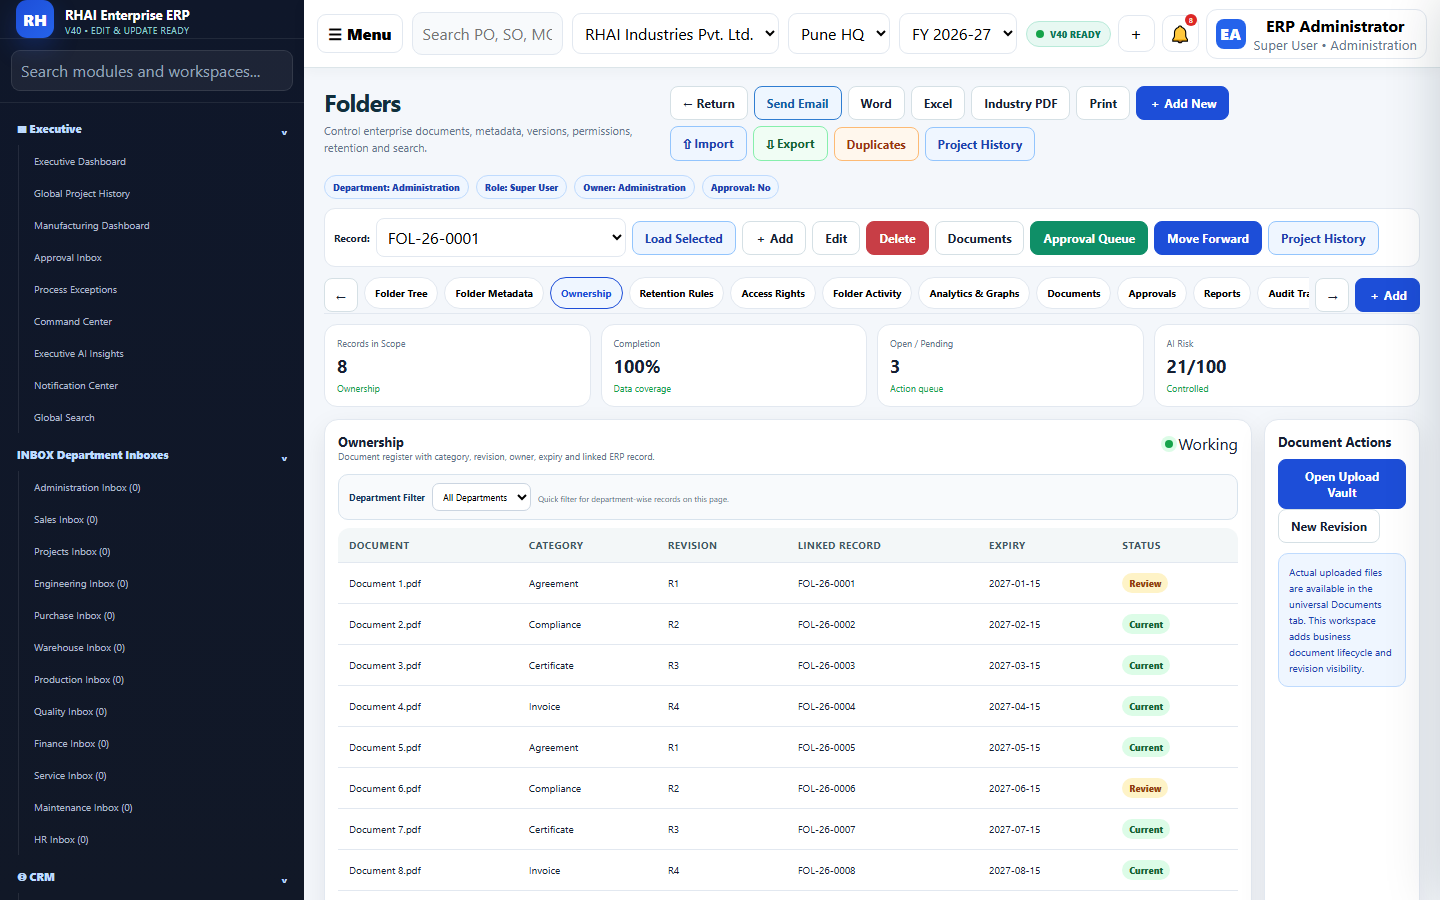 RH
RHAI Enterprise ERP
V40 • EDIT & UPDATE READY
Search modules and workspaces...
Executive
Executive Dashboard
Global Project History
Manufacturing Dashboard
Approval Inbox
Process Exceptions
Command Center
Executive AI Insights
Notification Center
Global Search
INBOX Department Inboxes
Administration Inbox (0)
Sales Inbox (0)
Projects Inbox (0)
Engineering Inbox (0)
Purchase Inbox (0)
Warehouse Inbox (0)
Production Inbox (0)
Quality Inbox (0)
Finance Inbox (0)
Service Inbox (0)
Maintenance Inbox (0)
HR Inbox (0)
CRM
☰ Menu
Search PO, SO, MO
RHAI Industries Pvt. Ltd.
Pune HQ
FY 2026-27
V40 READY
+
8
EA
ERP Administrator
Super User • Administration
Folders
Control enterprise documents, metadata, versions, permissions,
retention and search.
← Return
Send Email
Word
Excel
Industry PDF
Print
+ Add New
⇧ Import
⇩ Export
Duplicates
Project History
Department: Administration
Role: Super User
Owner: Administration
Approval: No
Record:
FOL-26-0001
Load Selected
+ Add
Edit
Delete
Documents
Approval Queue
Move Forward
Project History
←
Folder Tree
Folder Metadata
Ownership
Retention Rules
Access Rights
Folder Activity
Analytics & Graphs
Documents
Approvals
Reports
Audit Tra
→
+ Add
Records in Scope
8
Ownership
Completion
100%
Data coverage
Open / Pending
3
Action queue
AI Risk
21/100
Controlled
Ownership
Document register with category, revision, owner, expiry and linked ERP record.
Working
Department Filter
All Departments
Quick filter for department-wise records on this page.
DOCUMENT CATEGORY REVISION LINKED RECORD EXPIRY STATUS
Document 1.pdf Agreement R1 FOL-26-0001 2027-01-15 Review
Document 2.pdf Compliance R2 FOL-26-0002 2027-02-15 Current
Document 3.pdf Certificate R3 FOL-26-0003 2027-03-15 Current
Document 4.pdf Invoice R4 FOL-26-0004 2027-04-15 Current
Document 5.pdf Agreement R1 FOL-26-0005 2027-05-15 Current
Document 6.pdf Compliance R2 FOL-26-0006 2027-06-15 Review
Document 7.pdf Certificate R3 FOL-26-0007 2027-07-15 Current
Document 8.pdf Invoice R4 FOL-26-0008 2027-08-15 Current
Document Actions
Open Upload
Vault
New Revision
Actual uploaded files
are available in the
universal Documents
tab. This workspace
adds business
document lifecycle and
revision visibility.